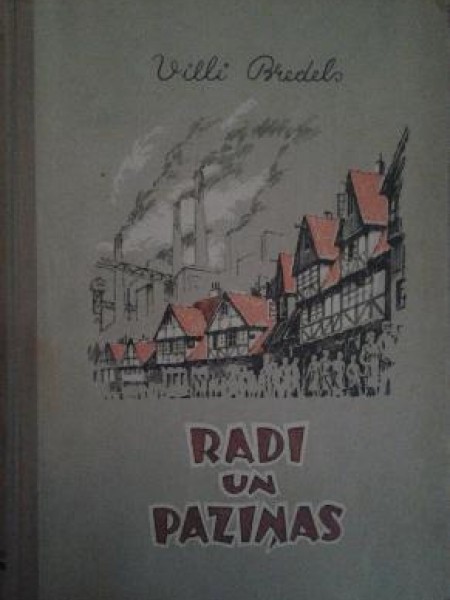 Villi Bredels
RADI
UN
PAZIŅAS